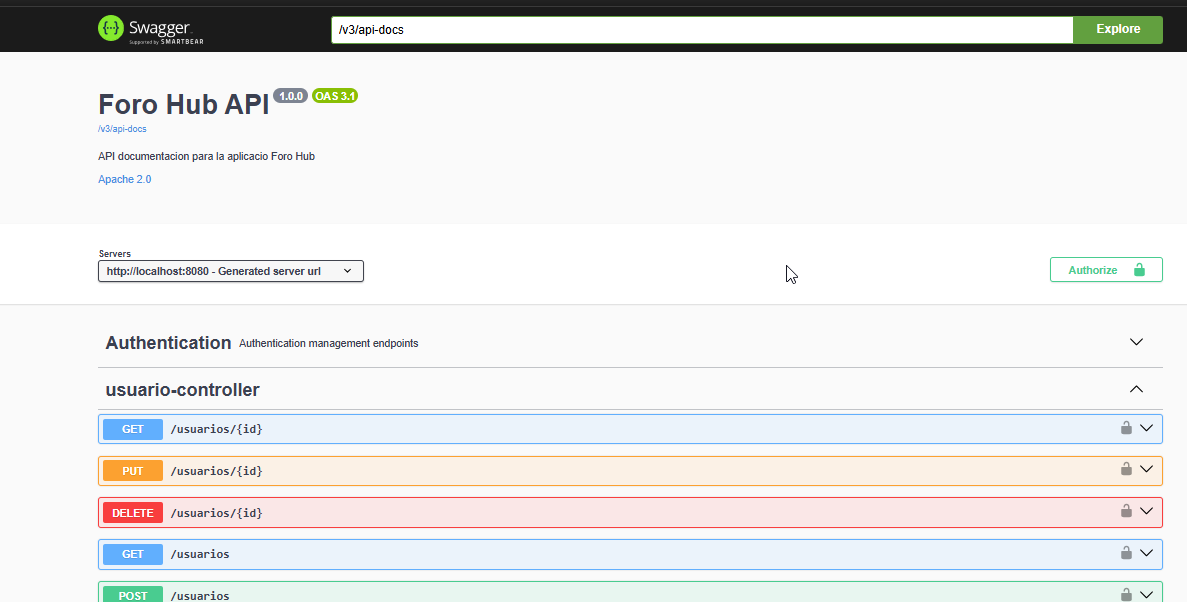 Swagger
Supported by SMARTBEAR
/v3/api-docs
Explore
Foro Hub API 1.0.0 OAS 3.1
/v3/api-docs
API documentacion para la aplicacio Foro Hub
Apache 2.0
Servers
http://localhost:8080 - Generated server url
Authorize
Authentication Authentication management endpoints
usuario-controller
GET /usuarios/{id}
PUT /usuarios/{id}
DELETE /usuarios/{id}
GET /usuarios
POST /usuarios